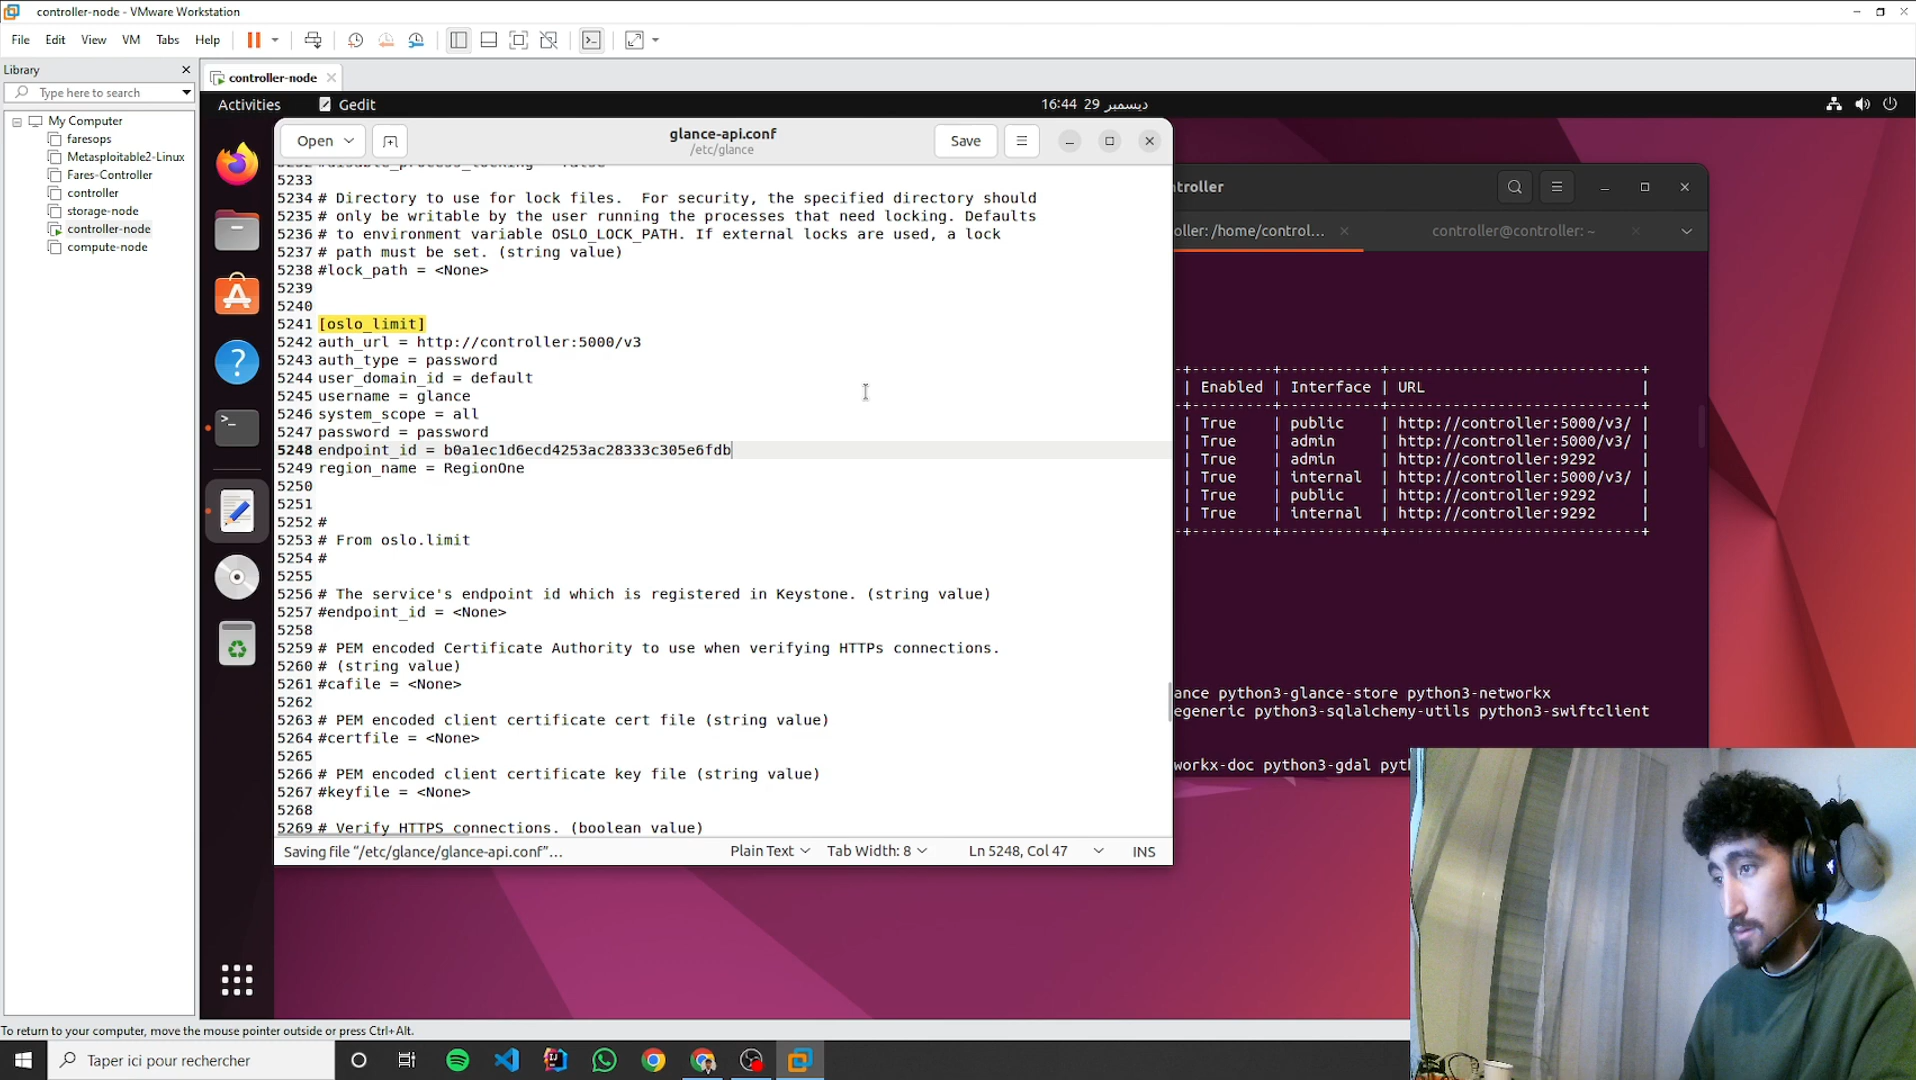 controller-node - VMware Workstation
File Edit View VM Tabs Help
Library
Type here to search
My Computer
faresops
Metasploitable2-Linux
Fares-Controller
controller
storage-node
controller-node
compute-node
controller-node
Activities
Gedit
16:44 29 ديسمبر
Open
glance-api.conf
/etc/glance
Save
5233
5234 # Directory to use for lock files.  For security, the specified directory should
5235 # only be writable by the user running the processes that need locking. Defaults
5236 # to environment variable OSLO_LOCK_PATH. If external locks are used, a lock
5237 # path must be set. (string value)
5238 #lock_path = <None>
5239
5240
5241 [oslo_limit]
5242 auth_url = http://controller:5000/v3
5243 auth_type = password
5244 user_domain_id = default
5245 username = glance
5246 system_scope = all
5247 password = password
5248 endpoint_id = b0a1ec1d6ecd4253ac28333c305e6fdb
5249 region_name = RegionOne
5250
5251
5252 #
5253 # From oslo.limit
5254 #
5255
5256 # The service's endpoint id which is registered in Keystone. (string value)
5257 #endpoint_id = <None>
5258
5259 # PEM encoded Certificate Authority to use when verifying HTTPs connections.
5260 # (string value)
5261 #cafile = <None>
5262
5263 # PEM encoded client certificate cert file (string value)
5264 #certfile = <None>
5265
5266 # PEM encoded client certificate key file (string value)
5267 #keyfile = <None>
5268
5269 # Verify HTTPS connections. (boolean value)
Saving file "/etc/glance/glance-api.conf"...
Plain Text
Tab Width: 8
Ln 5248, Col 47
INS
ntroller
oller: /home/control...
controller@controller: ~
-+---------+-----------+----------------------------+
| Enabled | Interface | URL                        |
-+---------+-----------+----------------------------+
| True    | public    | http://controller:5000/v3/ |
| True    | admin     | http://controller:5000/v3/ |
| True    | admin     | http://controller:9292     |
| True    | internal  | http://controller:5000/v3/ |
| True    | public    | http://controller:9292     |
| True    | internal  | http://controller:9292     |
-+---------+-----------+----------------------------+
ance python3-glance-store python3-networkx
egeneric python3-sqlalchemy-utils python3-swiftclient
workx-doc python3-gdal pyth
To return to your computer, move the mouse pointer outside or press Ctrl+Alt.
Taper ici pour rechercher